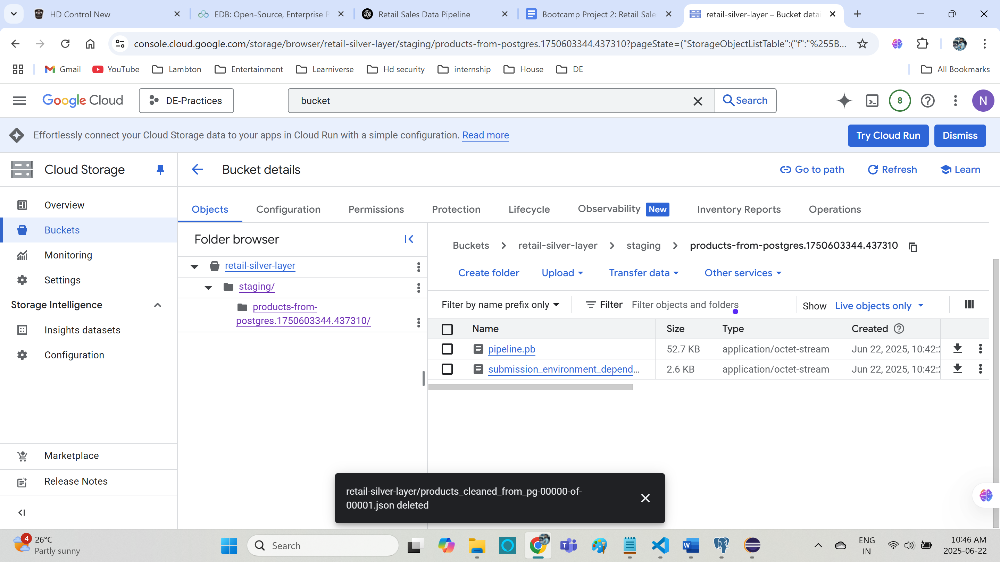 HD Control New
EDB: Open-Source, Enterprise P
Retail Sales Data Pipeline
Bootcamp Project 2: Retail Sale
retail-silver-layer – Bucket deta
console.cloud.google.com/storage/browser/retail-silver-layer/staging/products-from-postgres.1750603344.437310?pageState=("StorageObjectListTable":("f":"%255B...
Gmail
YouTube
Lambton
Entertainment
Learniverse
Hd security
internship
House
DE
All Bookmarks
Google Cloud
DE-Practices
bucket
Search
8
N
Effortlessly connect your Cloud Storage data to your apps in Cloud Run with a simple configuration. Read more
Try Cloud Run
Dismiss
Cloud Storage
Bucket details
Go to path
Refresh
Learn
Overview
Buckets
Monitoring
Settings
Storage Intelligence
Insights datasets
Configuration
Marketplace
Release Notes
Objects
Configuration
Permissions
Protection
Lifecycle
Observability New
Inventory Reports
Operations
Folder browser
retail-silver-layer
staging/
products-from-
postgres.1750603344.437310/
Buckets > retail-silver-layer > staging > products-from-postgres.1750603344.437310
Create folder
Upload
Transfer data
Other services
Filter by name prefix only
Filter Filter objects and folders
Show Live objects only
Name Size Type Created
pipeline.pb 52.7 KB application/octet-stream Jun 22, 2025, 10:42:2
submission_environment_depend... 2.6 KB application/octet-stream Jun 22, 2025, 10:42:2
retail-silver-layer/products_cleaned_from_pg-00000-of-
00001.json deleted
4
26°C
Partly sunny
Search
ENG
IN
10:46 AM
2025-06-22